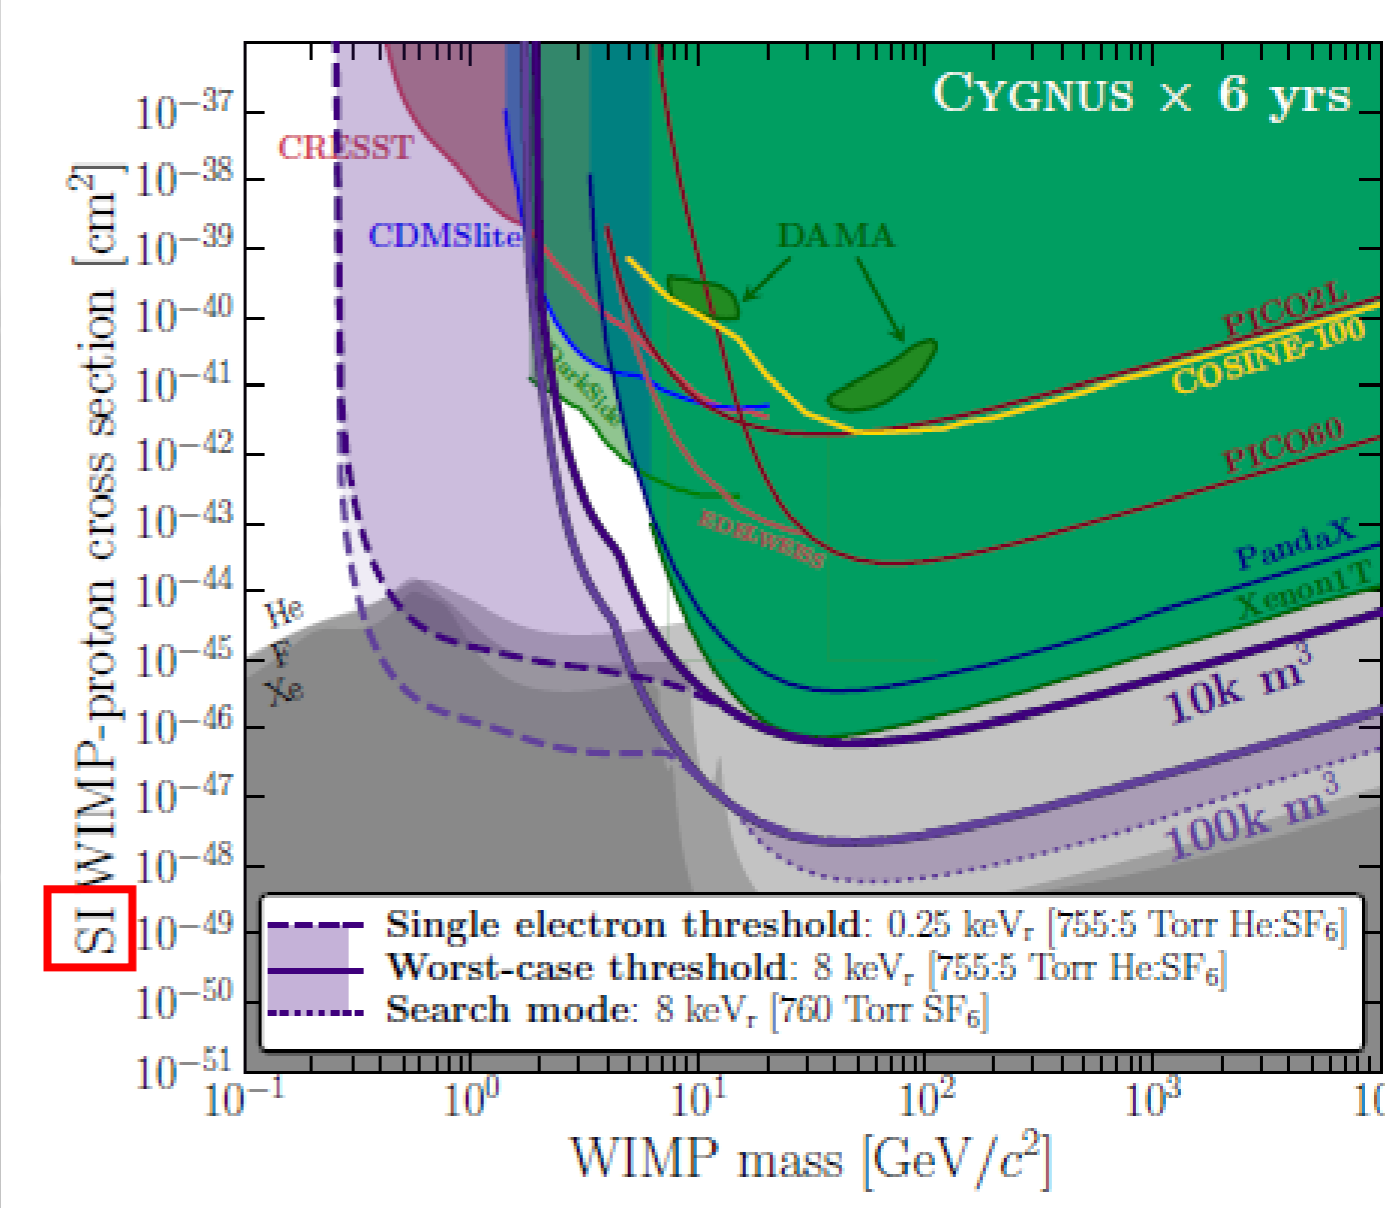 CYGNUS × 6 yrs
10⁻³⁷
10⁻³⁸
10⁻³⁹
10⁻⁴⁰
10⁻⁴¹
10⁻⁴²
10⁻⁴³
10⁻⁴⁴
10⁻⁴⁵
10⁻⁴⁶
10⁻⁴⁷
10⁻⁴⁸
10⁻⁴⁹
10⁻⁵⁰
10⁻⁵¹
SI WIMP-proton cross section [cm²]
CRESST
CDMSlite
DAMA
DarkSide
EDELWEISS
PICO2L
COSINE-100
PICO60
PandaX
Xenon1T
He
F
Xe
10k m³
100k m³
Single electron threshold: 0.25 keVᵣ [755:5 Torr He:SF₆]
Worst-case threshold: 8 keVᵣ [755:5 Torr He:SF₆]
Search mode: 8 keVᵣ [760 Torr SF₆]
10⁻¹ 10⁰ 10¹ 10² 10³ 10
WIMP mass [GeV/c²]